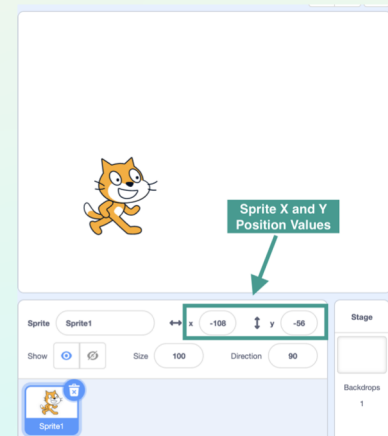 Sprite X and Y
Position Values
Sprite Sprite1 x -108 y -56
Show Size 100 Direction 90
Sprite1
Stage
Backdrops
1